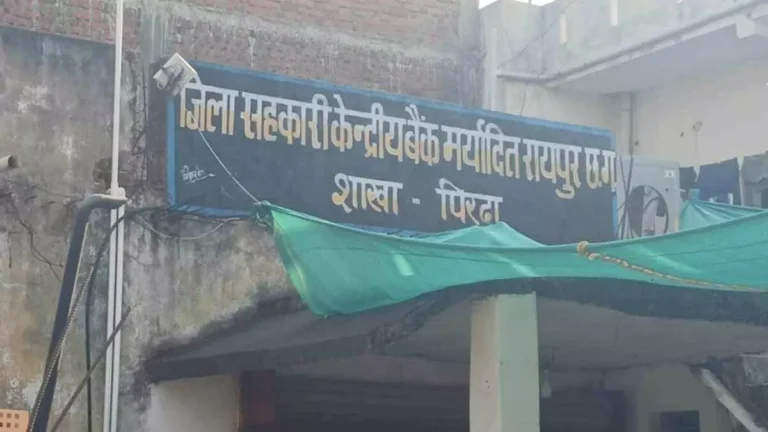 जिला सहकारी केन्द्रीय बैंक मर्यादित रायपुर छ.ग.
शाखा - पिरदा